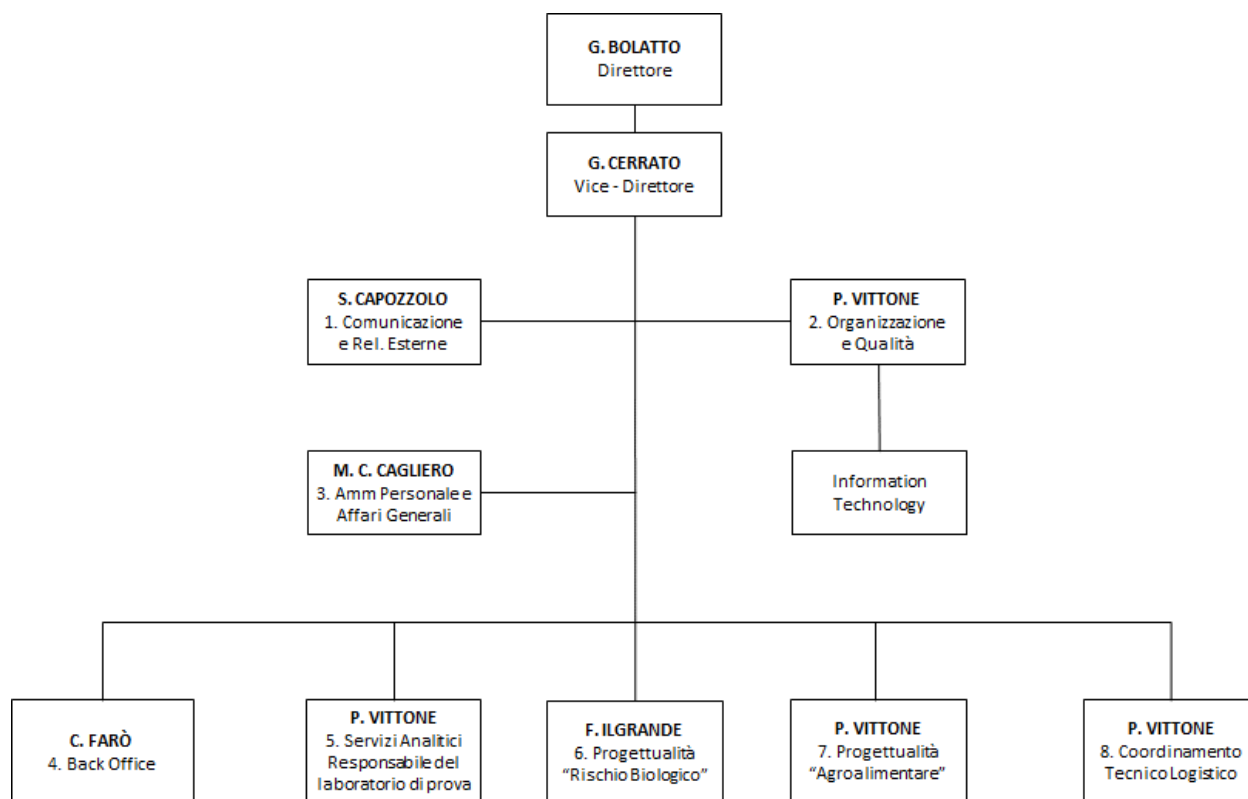 G. BOLATTO
Direttore
G. CERRATO
Vice - Direttore
S. CAPOZZOLO
1. Comunicazione
e Rel. Esterne
P. VITTONE
2. Organizzazione
e Qualità
M. C. CAGLIERO
3. Amm Personale e
Affari Generali
Information
Technology
C. FARÒ
4. Back Office
P. VITTONE
5. Servizi Analitici
Responsabile del
laboratorio di prova
F. ILGRANDE
6. Progettualità
“Rischio Biologico”
P. VITTONE
7. Progettualità
“Agroalimentare”
P. VITTONE
8. Coordinamento
Tecnico Logistico